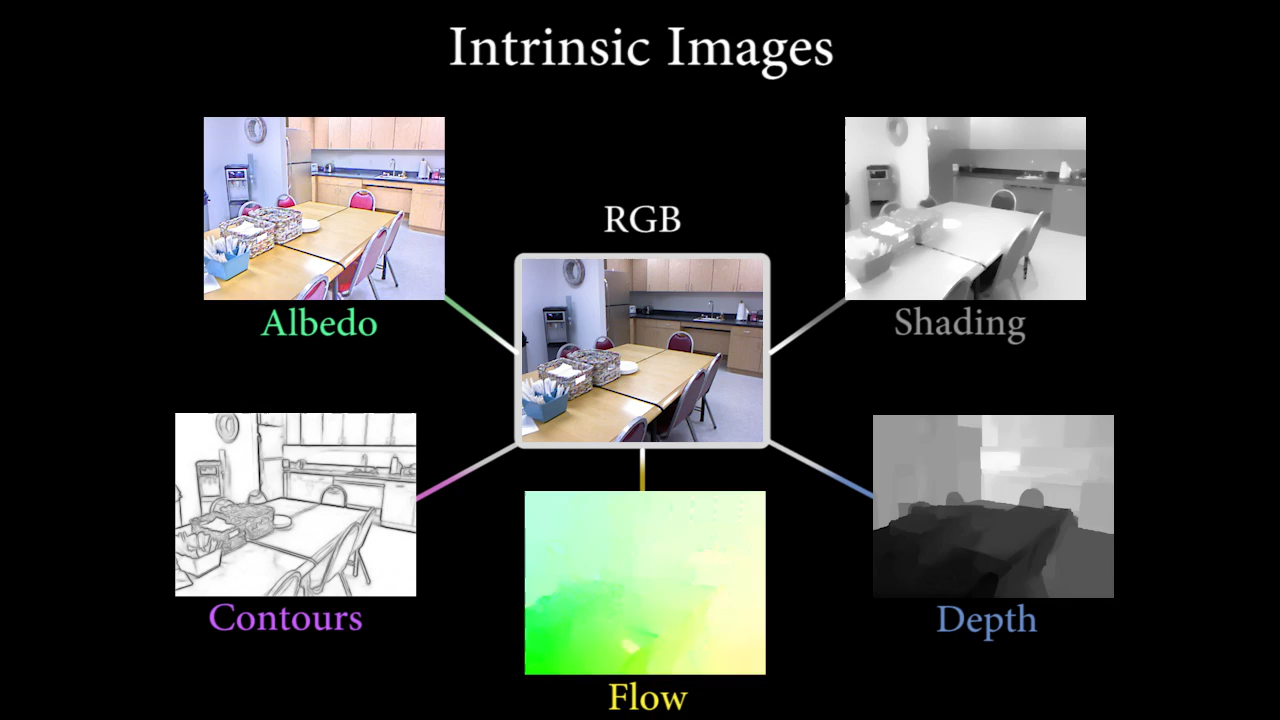 Intrinsic Images
RGB
Albedo
Shading
Contours
Depth
Flow